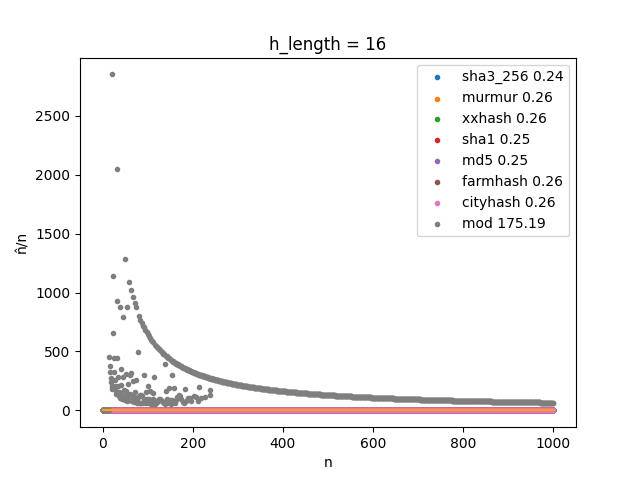 h_length = 16
n̂/n
2500
2000
1500
1000
500
0
sha3_256 0.24
murmur 0.26
xxhash 0.26
sha1 0.25
md5 0.25
farmhash 0.26
cityhash 0.26
mod 175.19
0 200 400 600 800 1000
n